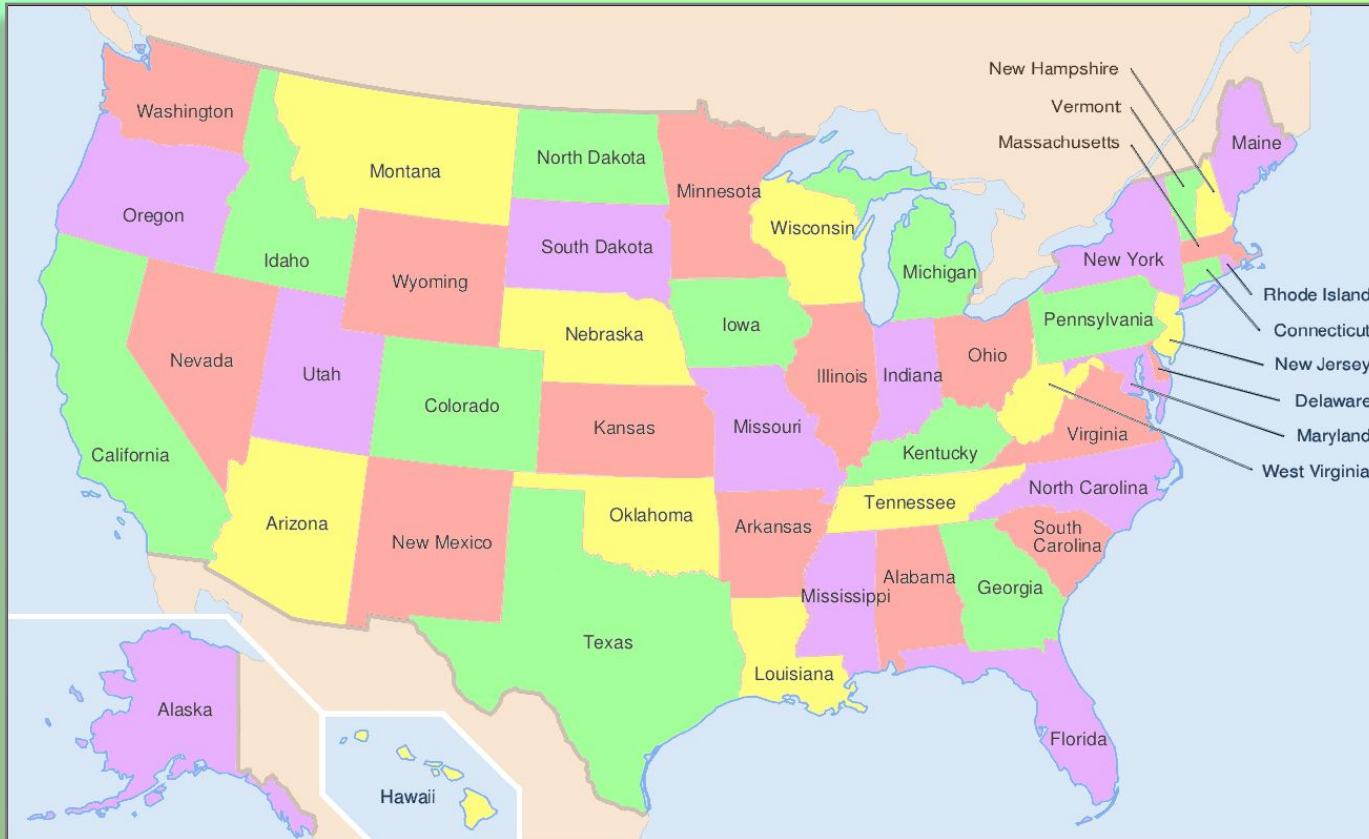 New Hampshire
Vermont
Massachusetts
Washington
Maine
North Dakota
Montana
Minnesota
Oregon
Wisconsin
South Dakota
Idaho
New York
Michigan
Wyoming
Rhode Island
Pennsylvania
Iowa
Connecticut
Nebraska
Ohio
Nevada
New Jersey
Utah
Indiana
Illinois
Delaware
Colorado
Kansas
Missouri
Virginia
Maryland
California
Kentucky
West Virginia
North Carolina
Tennessee
Oklahoma
Arizona
Arkansas
South
Carolina
New Mexico
Alabama
Georgia
Mississippi
Texas
Louisiana
Alaska
Florida
Hawaii